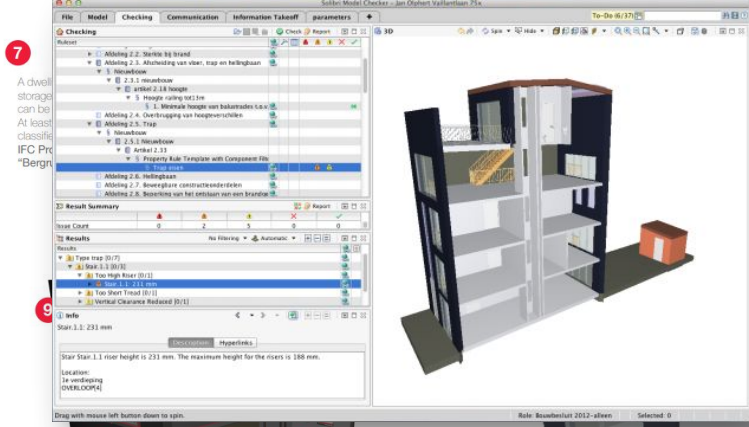 Solibri Model Checker - Jan Olphert Vaillantlaan 75x
File Model Checking Communication Information Takeoff parameters +
To-Do (6/37)
Checking
Check Report
3D
Spin Hide
Ruleset
Afdeling 2.2. Sterkte bij brand
Afdeling 2.3. Afscheiding van vloer, trap en hellingbaan
§ Nieuwbouw
2.3.1 nieuwbouw
artikel 2.18 hoogte
§ Hoogte railing tot13m
§ 1. Minimale hoogte van balustrades t.o.v.
Afdeling 2.4. Overbrugging van hoogteverschillen
Afdeling 2.5. Trap
§ Nieuwbouw
2.5.1 Nieuwbouw
Artikel 2.33
§ Property Rule Template with Component Filte
§ Trap eisen
Afdeling 2.6. Hellingbaan
Afdeling 2.7. Beweegbare constructieonderdelen
Afdeling 2.8. Beperking van het ontstaan van een brandge
7
A dwelli
storage
can be
At least
classifie
IFC Pro
"Bergru
Result Summary
Report
Issue Count 0 2 5 0 0
Results
No Filtering Automatic
Results
Type trap [0/7]
Stair.1.1 [0/3]
Too High Riser [0/1]
Stair.1.1: 231 mm
Too Short Tread [0/1]
Vertical Clearance Reduced [0/1]
9
Info
Stair.1.1: 231 mm
Description Hyperlinks
Stair Stair.1.1 riser height is 231 mm. The maximum height for the risers is 188 mm.
Location:
1e verdieping
OVERLOOP[4]
Drag with mouse left button down to spin.
Role: Bouwbesluit 2012-alleen Selected: 0